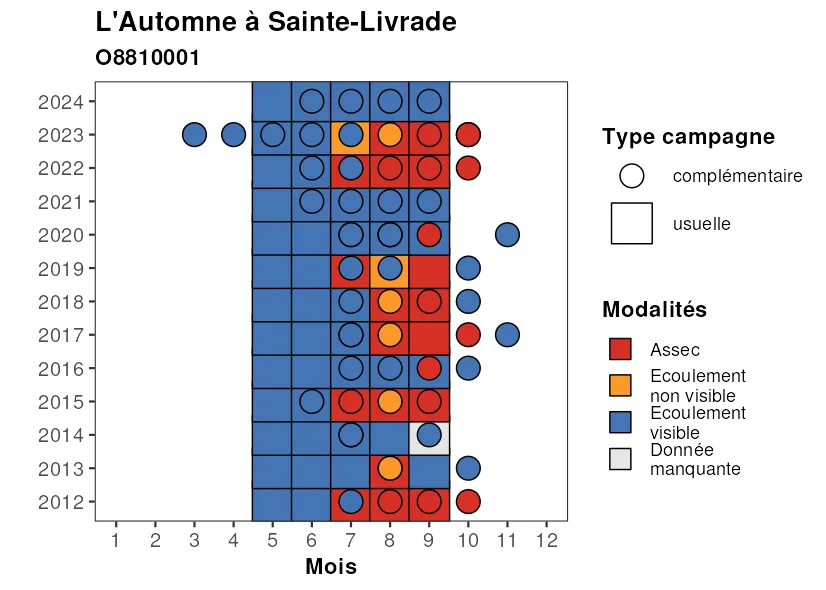 L'Automne à Sainte-Livrade
O8810001
2024
2023
2022
2021
2020
2019
2018
2017
2016
2015
2014
2013
2012
1 2 3 4 5 6 7 8 9 10 11 12
Mois
Type campagne
complémentaire
usuelle
Modalités
Assec
Ecoulement
non visible
Ecoulement
visible
Donnée
manquante